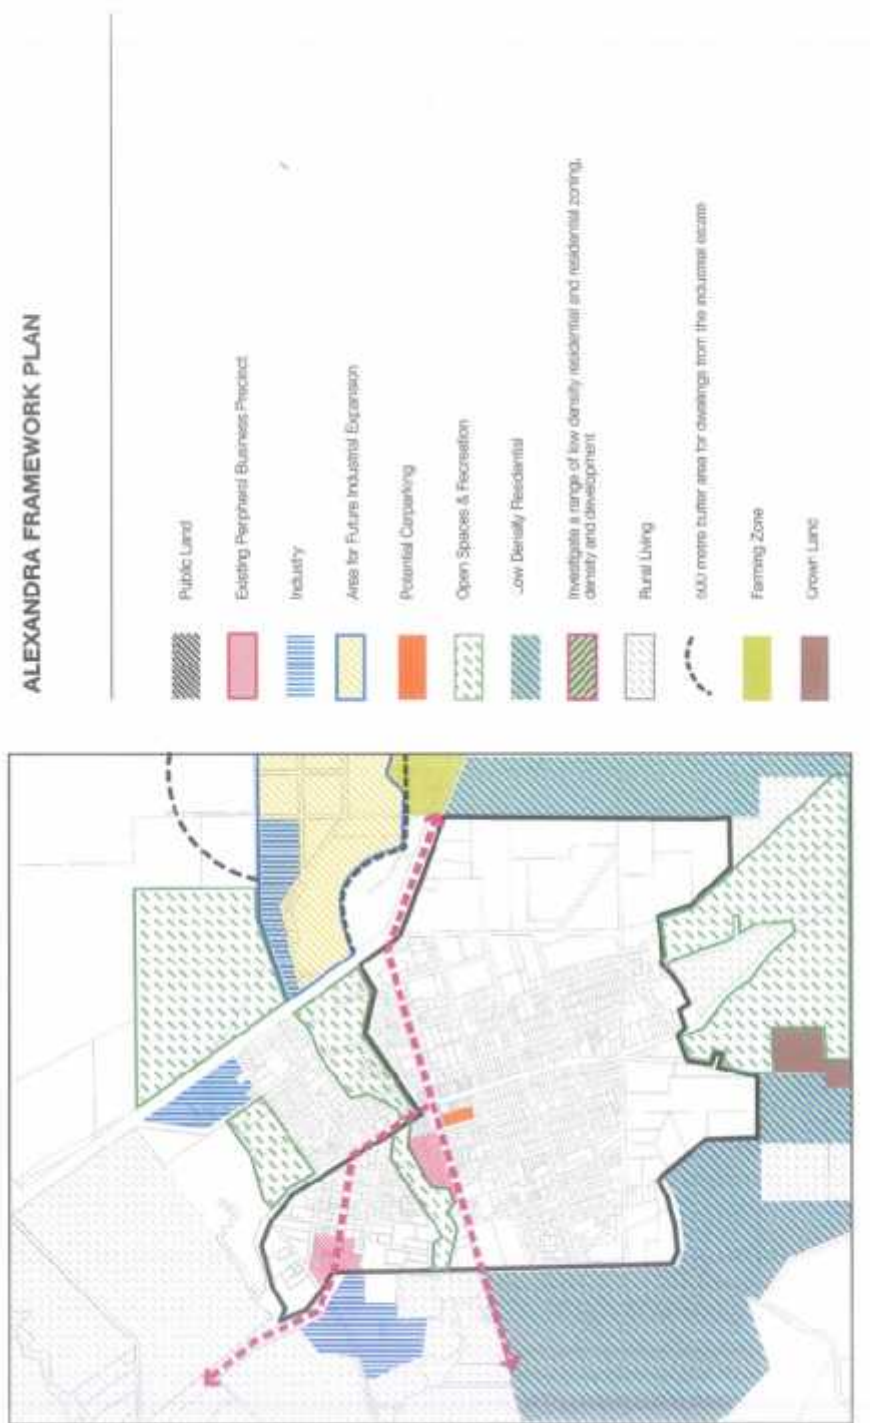 ALEXANDRA FRAMEWORK PLAN
Public Land
Existing Peripheral Business Precinct
Industry
Area for Future Industrial Expansion
Potential Carparking
Open Spaces & Recreation
Low Density Residential
Investigate a range of low density residential and residential zoning,
density and development
Rural Living
500 metre buffer area for dwellings from the industrial estate
Farming Zone
Crown Land